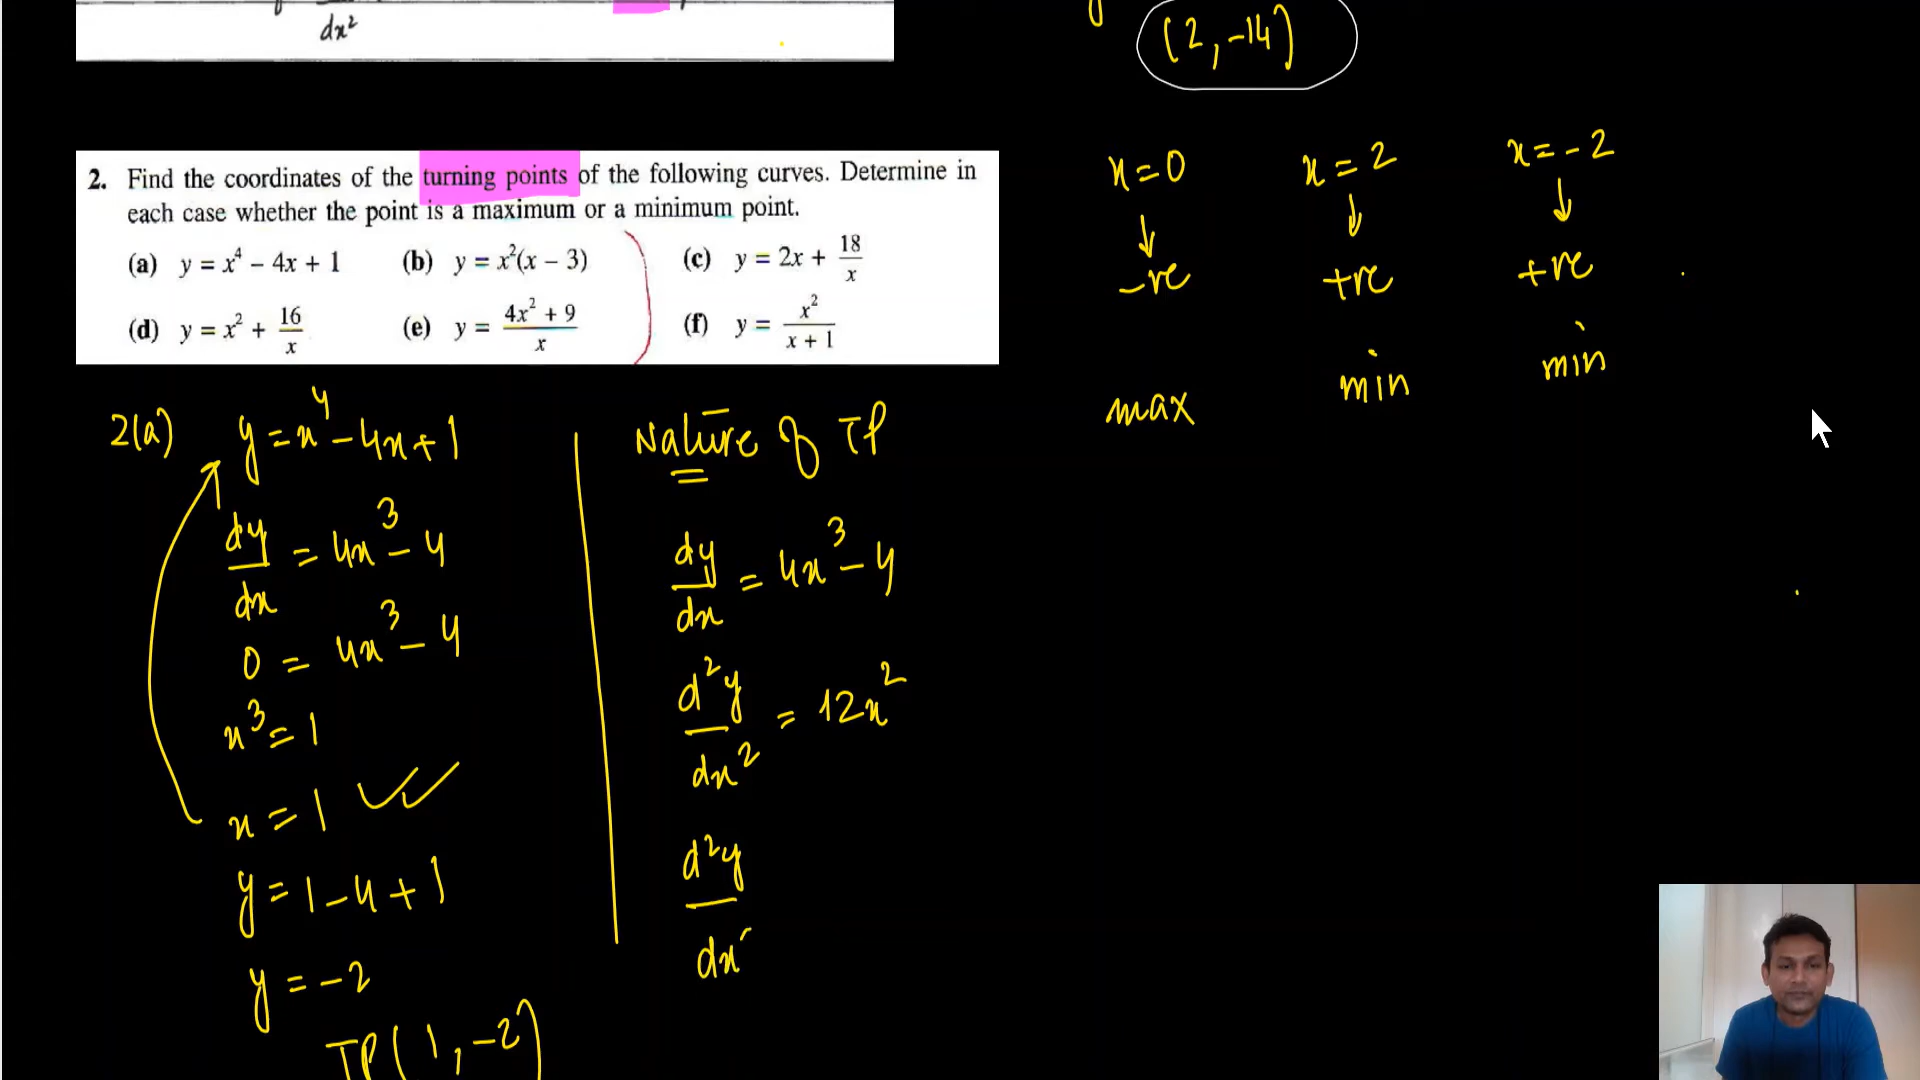 dx²
(2, -14)
2. Find the coordinates of the turning points of the following curves. Determine in
each case whether the point is a maximum or a minimum point.
(a) y = x⁴ − 4x + 1 (b) y = x²(x − 3) (c) y = 2x + 18/x
(d) y = x² + 16/x (e) y = (4x² + 9)/x (f) y = x²/(x + 1)
x=0 x=2 x=-2
↓ ↓ ↓
-ve +ve +ve
max min min
2(a) y = x⁴ - 4x + 1
dy/dx = 4x³ - 4
0 = 4x³ - 4
x³ = 1
x = 1
y = 1 - 4 + 1
y = -2
TP(1, -2)
Nature of TP
dy/dx = 4x³ - 4
d²y/dx² = 12x²
d²y/dx